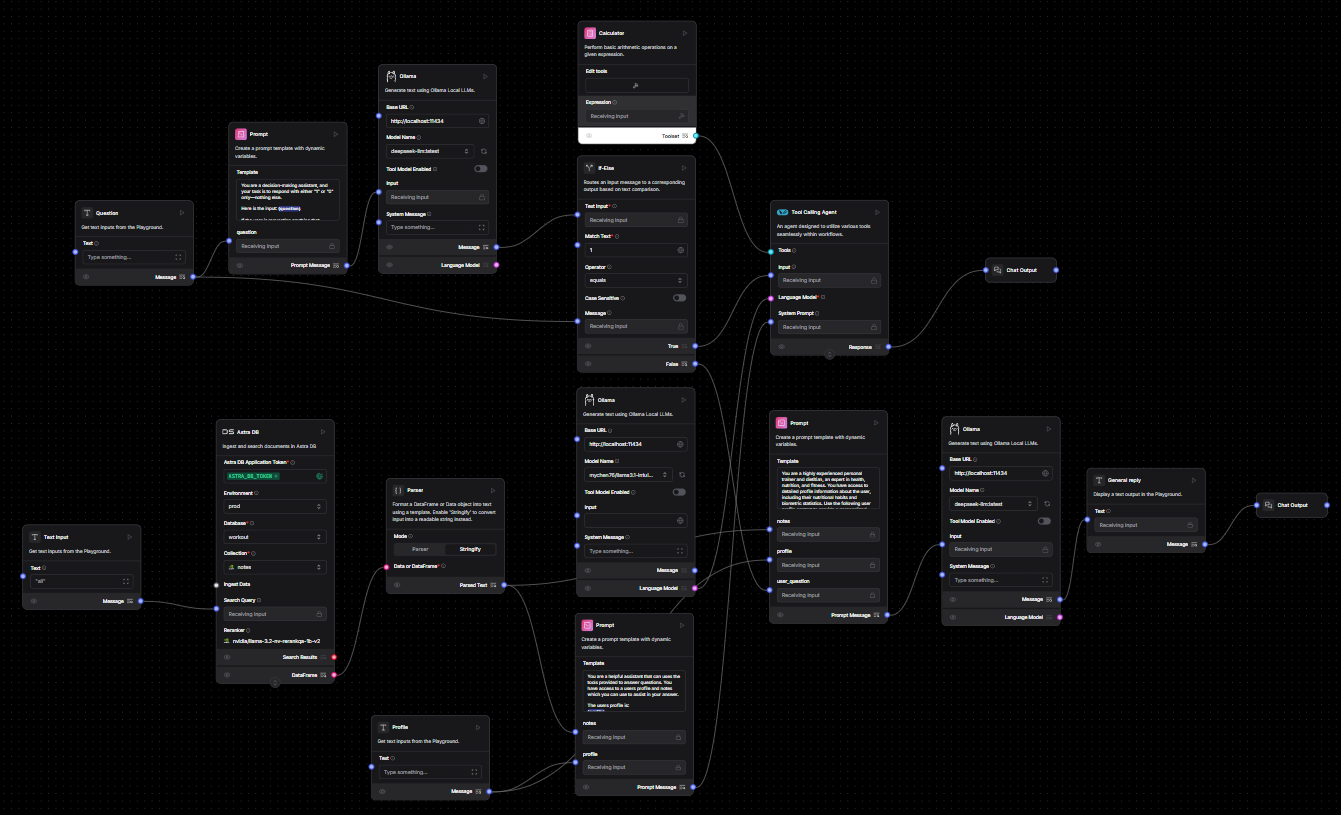 Question
Get text inputs from the Playground.
Text
Type something...
Message
Prompt
Create a prompt template with dynamic
variables.
Template
You are a decision-making assistant, and
your task is to respond with either "1" or "0"
only—nothing else.
Here is the input: {question}.
question
Receiving input
Prompt Message
Ollama
Generate text using Ollama Local LLMs.
Base URL
http://localhost:11434
Model Name
deepseek-llm:latest
Tool Model Enabled
Input
Receiving input
System Message
Type something...
Message
Language Model
Calculator
Perform basic arithmetic operations on a
given expression.
Edit tools
Expression
Receiving input
Toolset
If-Else
Routes an input message to a corresponding
output based on text comparison.
Text Input*
Receiving input
Match Text*
1
Operator
equals
Case Sensitive
Message
Receiving input
True
False
Tool Calling Agent
An agent designed to utilize various tools
seamlessly within workflows.
Tools
Input
Receiving input
Language Model*
System Prompt
Receiving input
Response
Chat Output
Text Input
Get text inputs from the Playground.
Text
"all"
Message
DS Astra DB
Ingest and search documents in Astra DB
Astra DB Application Token*
ASTRA_DB_TOKEN
Environment
prod
Database*
workout
Collection*
notes
Ingest Data
Search Query
Receiving input
Reranker
nvidia/llama-3.2-nv-rerankqa-1b-v2
Search Results
DataFrame
Parser
Format a DataFrame or Data object into text
using a template. Enable 'Stringify' to convert
input into a readable string instead.
Mode
Parser
Stringify
Data or DataFrame*
Parsed Text
Profile
Get text inputs from the Playground.
Text
Type something...
Message
Ollama
Generate text using Ollama Local LLMs.
Base URL
http://localhost:11434
Model Name
Tool Model Enabled
Input
System Message
Type something...
Message
Language Model
Prompt
Create a prompt template with dynamic
variables.
Template
You are a helpful assistant that can use the
tools provided to answer questions. You
have access to a users profile and notes
which you can use to assist in your answer.
The users profile is:
notes
Receiving input
profile
Receiving input
Prompt Message
Prompt
Create a prompt template with dynamic
variables.
Template
You are a highly experienced personal
trainer and dietitian, an expert in health,
nutrition, and fitness. You have access to
detailed profile information about the user,
including their nutritional habits and
biometric statistics. Use the following user
notes
Receiving input
profile
Receiving input
user_question
Receiving input
Prompt Message
Ollama
Generate text using Ollama Local LLMs.
Base URL
http://localhost:11434
Model Name
deepseek-llm:latest
Tool Model Enabled
Input
Receiving input
System Message
Type something...
Message
Language Model
General reply
Display a text output in the Playground.
Text
Receiving input
Message
Chat Output